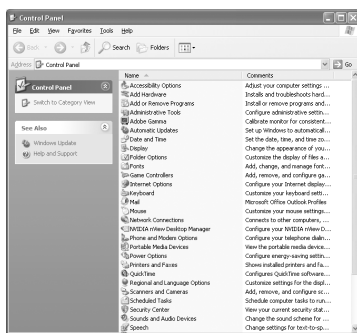 Control Panel
File Edit View Favorites Tools Help
Back Search Folders
Address Control Panel Go
Control Panel
Switch to Category View
See Also
Windows Update
Help and Support
Name Comments
Accessibility Options Adjust your computer settings ...
Add Hardware Installs and troubleshoots hard...
Add or Remove Programs Install or remove programs and...
Administrative Tools Configure administrative settin...
Adobe Gamma Calibrate monitor for consistent...
Automatic Updates Set up Windows to automaticall...
Date and Time Set the date, time, and time zo...
Display Change the appearance of you...
Folder Options Customize the display of files a...
Fonts Add, change, and manage font...
Game Controllers Add, remove, and configure ga...
Internet Options Configure your Internet display...
Keyboard Customize your keyboard setti...
Mail Microsoft Office Outlook Profiles
Mouse Customize your mouse settings...
Network Connections Connects to other computers, ...
NVIDIA nView Desktop Manager Configure your NVIDIA nView D...
Phone and Modem Options Configure your telephone dialin...
Portable Media Devices View the portable media device...
Power Options Configure energy-saving settin...
Printers and Faxes Shows installed printers and fa...
QuickTime Configures QuickTime software...
Regional and Language Options Customize settings for the displ...
Scanners and Cameras Add, remove, and configure sc...
Scheduled Tasks Schedule computer tasks to run...
Security Center View your current security stat...
Sounds and Audio Devices Change the sound scheme for ...
Speech Change settings for text-to-sp...